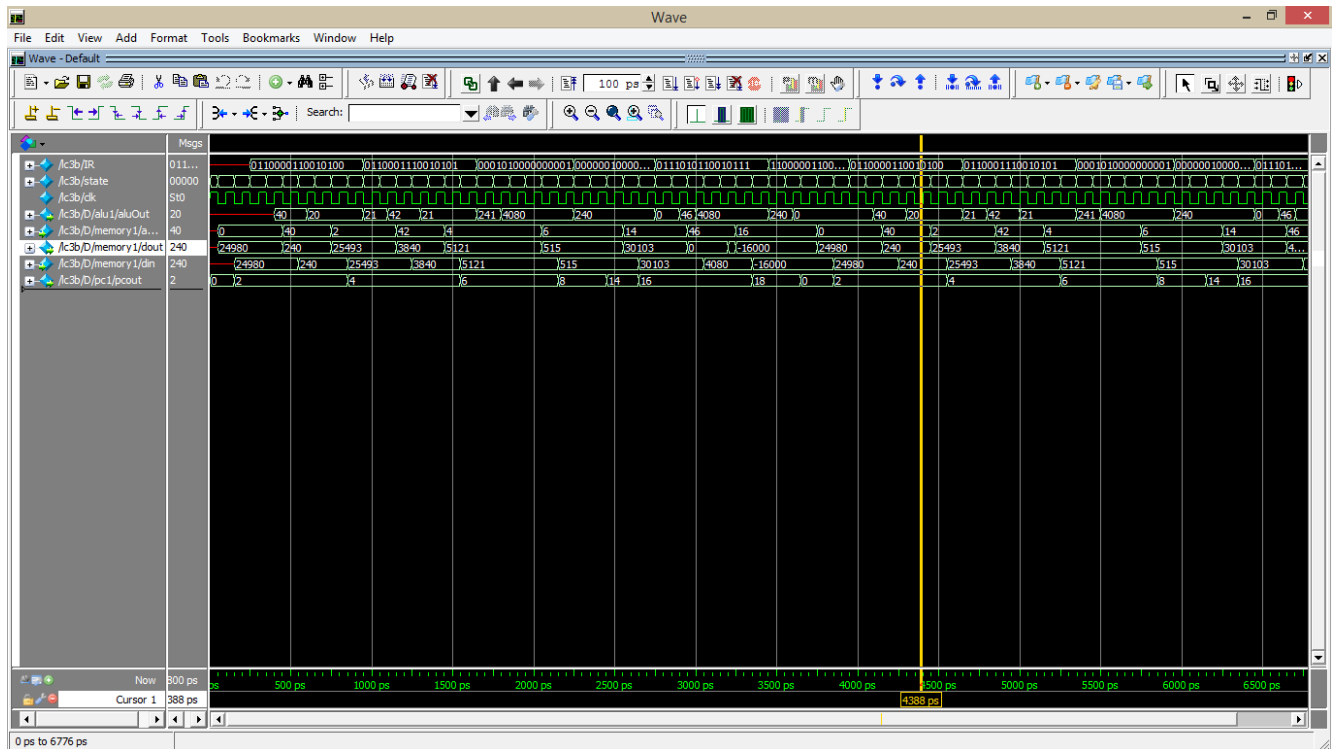 Wave
File Edit View Add Format Tools Bookmarks Window Help
Wave - Default
100 ps
Search:
Msgs
/lc3b/IR 011... 0110000110010100 0110001110010101 0001010000000001 000000010000... 0111010110010111 11000001100... 0110000110010100 0110001110010101 0001010000000001 000000010000... 011101...
/lc3b/state 00000
/lc3b/clk St0
/lc3b/D/alu1/aluOut 20 40 20 21 42 21 241 4080 240 0 46 4080 240 0 40 20 21 42 21 241 4080 240 0 46
/lc3b/D/memory1/a... 40 0 40 2 42 4 6 14 46 16 0 40 2 42 4 6 14 46
/lc3b/D/memory1/dout 240 24980 240 25493 3840 5121 515 30103 0 -16000 24980 240 25493 3840 5121 515 30103 4...
/lc3b/D/memory1/din 240 24980 240 25493 3840 5121 515 30103 4080 -16000 24980 240 25493 3840 5121 515 30103
/lc3b/D/pc1/pcout 2 0 2 4 6 8 14 16 18 0 2 4 6 8 14 16
Now 800 ps ps 500 ps 1000 ps 1500 ps 2000 ps 2500 ps 3000 ps 3500 ps 4000 ps 4500 ps 5000 ps 5500 ps 6000 ps 6500 ps
Cursor 1 388 ps 4388 ps
0 ps to 6776 ps